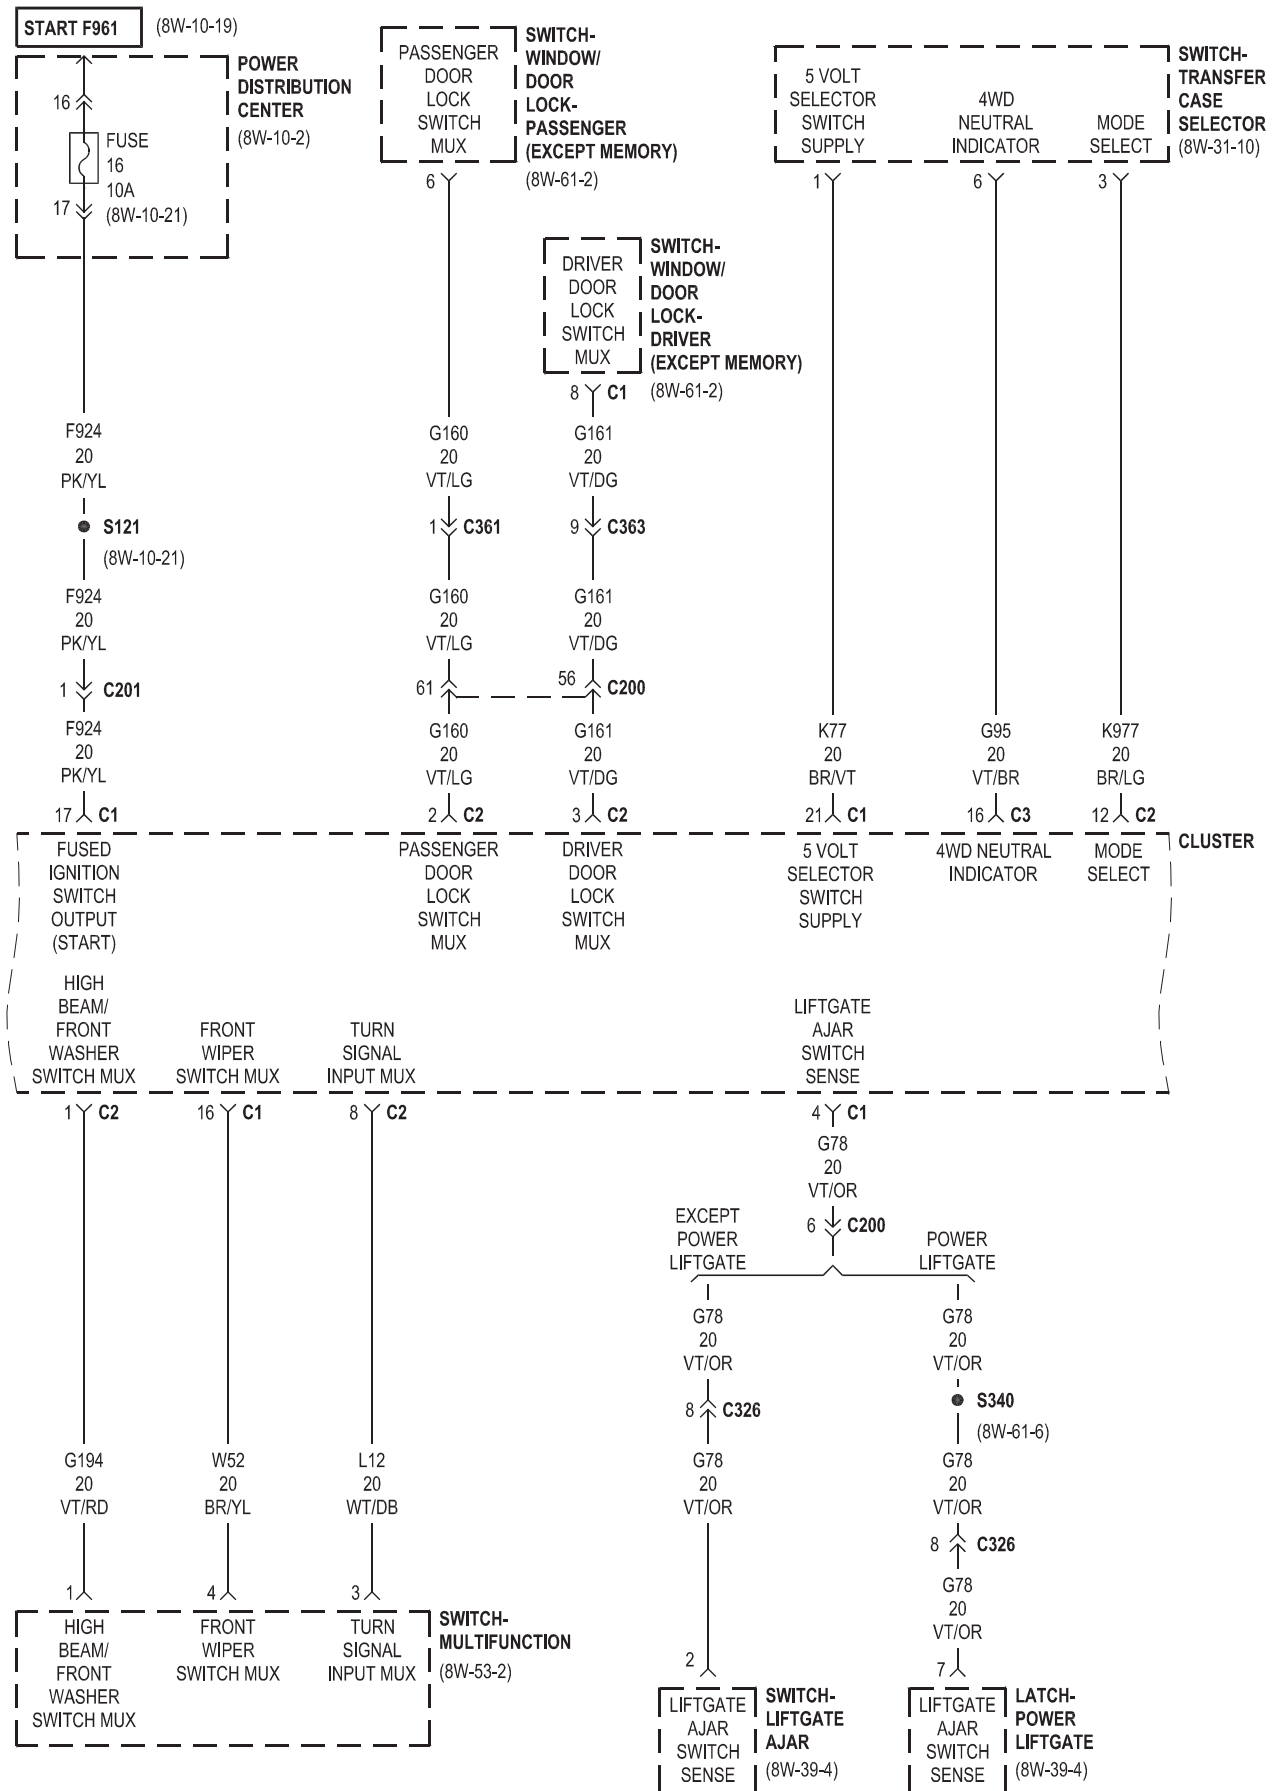 START F961
(8W-10-19)
POWER
DISTRIBUTION
CENTER
(8W-10-2)
16
FUSE
16
10A
(8W-10-21)
17
PASSENGER
DOOR
LOCK
SWITCH
MUX
SWITCH-
WINDOW/
DOOR
LOCK-
PASSENGER
(EXCEPT MEMORY)
(8W-61-2)
6
5 VOLT
SELECTOR
SWITCH
SUPPLY
4WD
NEUTRAL
INDICATOR
MODE
SELECT
SWITCH-
TRANSFER
CASE
SELECTOR
(8W-31-10)
1
6
3
DRIVER
DOOR
LOCK
SWITCH
MUX
SWITCH-
WINDOW/
DOOR
LOCK-
DRIVER
(EXCEPT MEMORY)
(8W-61-2)
8 C1
F924
20
PK/YL
S121
(8W-10-21)
F924
20
PK/YL
1 C201
F924
20
PK/YL
17 C1
G160
20
VT/LG
1 C361
G160
20
VT/LG
61
G160
20
VT/LG
2 C2
G161
20
VT/DG
9 C363
G161
20
VT/DG
56 C200
G161
20
VT/DG
3 C2
K77
20
BR/VT
21 C1
G95
20
VT/BR
16 C3
K977
20
BR/LG
12 C2
CLUSTER
FUSED
IGNITION
SWITCH
OUTPUT
(START)
PASSENGER
DOOR
LOCK
SWITCH
MUX
DRIVER
DOOR
LOCK
SWITCH
MUX
5 VOLT
SELECTOR
SWITCH
SUPPLY
4WD NEUTRAL
INDICATOR
MODE
SELECT
HIGH
BEAM/
FRONT
WASHER
SWITCH MUX
FRONT
WIPER
SWITCH MUX
TURN
SIGNAL
INPUT MUX
LIFTGATE
AJAR
SWITCH
SENSE
1 C2
16 C1
8 C2
4 C1
G78
20
VT/OR
6 C200
EXCEPT
POWER
LIFTGATE
POWER
LIFTGATE
G78
20
VT/OR
8 C326
G78
20
VT/OR
2
G78
20
VT/OR
S340
(8W-61-6)
G78
20
VT/OR
8 C326
G78
20
VT/OR
7
G194
20
VT/RD
1
W52
20
BR/YL
4
L12
20
WT/DB
3
HIGH
BEAM/
FRONT
WASHER
SWITCH MUX
FRONT
WIPER
SWITCH MUX
TURN
SIGNAL
INPUT MUX
SWITCH-
MULTIFUNCTION
(8W-53-2)
LIFTGATE
AJAR
SWITCH
SENSE
SWITCH-
LIFTGATE
AJAR
(8W-39-4)
LIFTGATE
AJAR
SWITCH
SENSE
LATCH-
POWER
LIFTGATE
(8W-39-4)